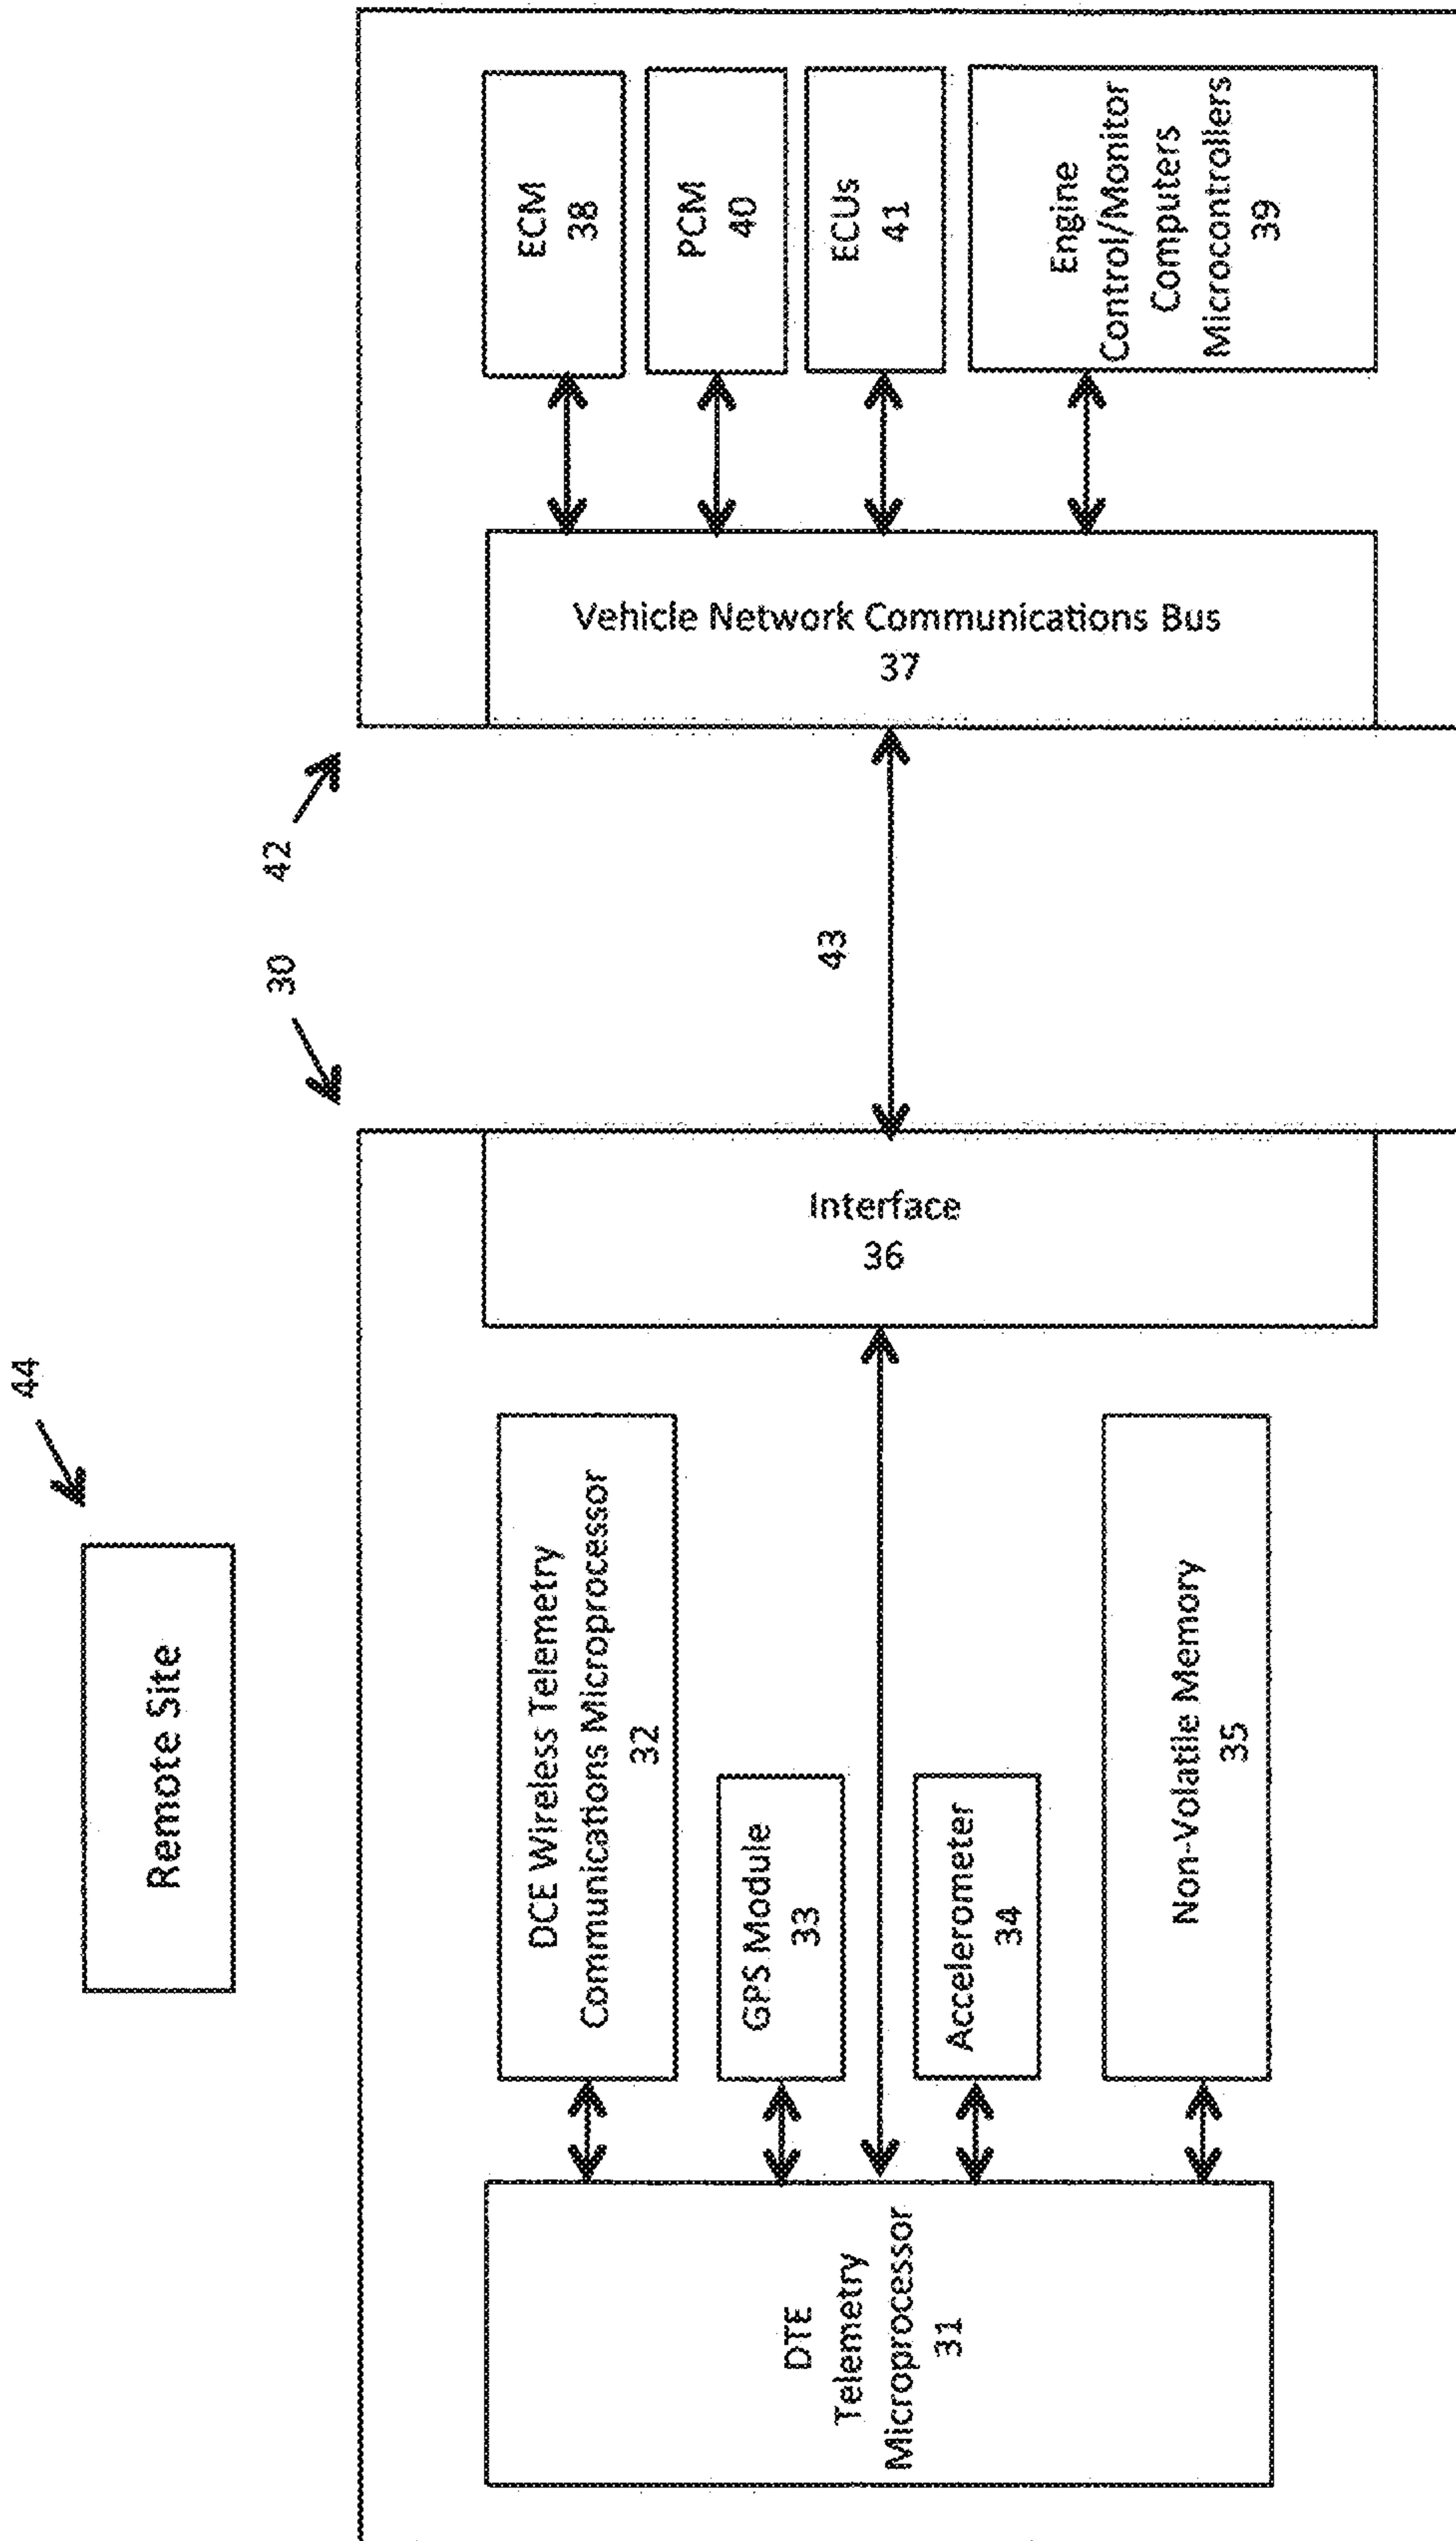 44
Remote Site
30
42
DTE
Telemetry
Microprocessor
31
DCE Wireless Telemetry
Communications Microprocessor
32
GPS Module
33
Accelerometer
34
Non-Volatile Memory
35
Interface
36
43
Vehicle Network Communications Bus
37
ECM
38
PCM
40
ECUs
41
Engine
Control/Monitor
Computers
Microcontrollers
39